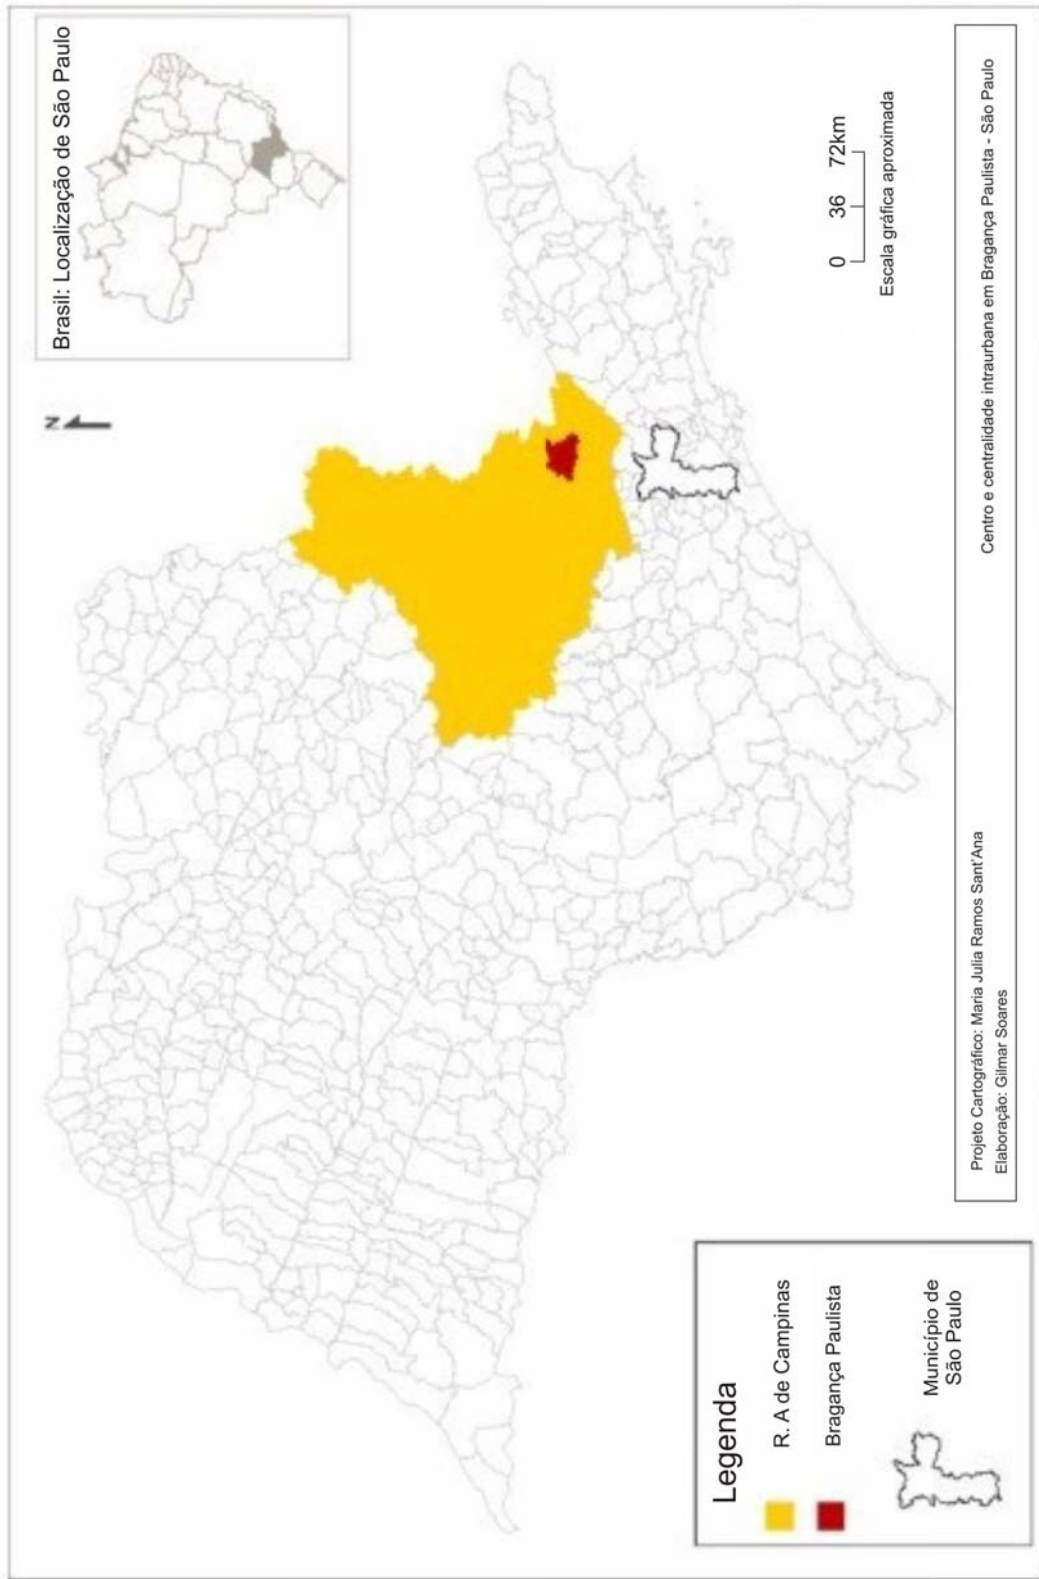 Brasil: Localização de São Paulo
N
0 36 72km
Escala gráfica aproximada
Legenda
R. A de Campinas
Bragança Paulista
Município de
São Paulo
Projeto Cartográfico: Maria Julia Ramos Sant'Ana
Elaboração: Gilmar Soares
Centro e centralidade intraurbana em Bragança Paulista - São Paulo